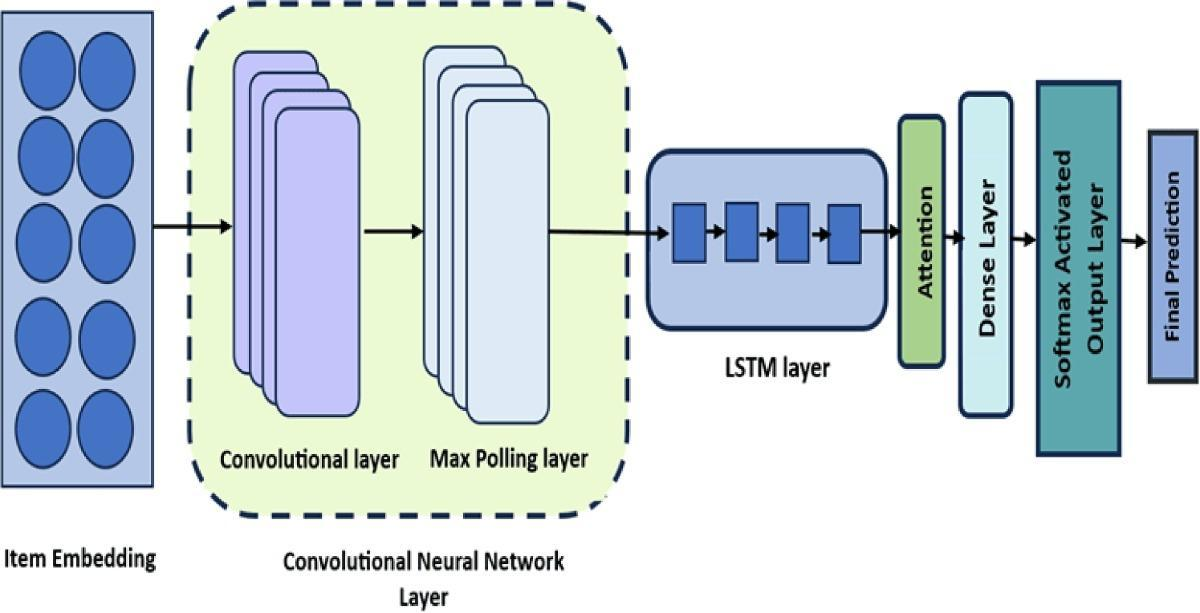 Item Embedding
Convolutional layer
Max Polling layer
Convolutional Neural Network
Layer
LSTM layer
Attention
Dense Layer
Softmax Activated
Output Layer
Final Prediction